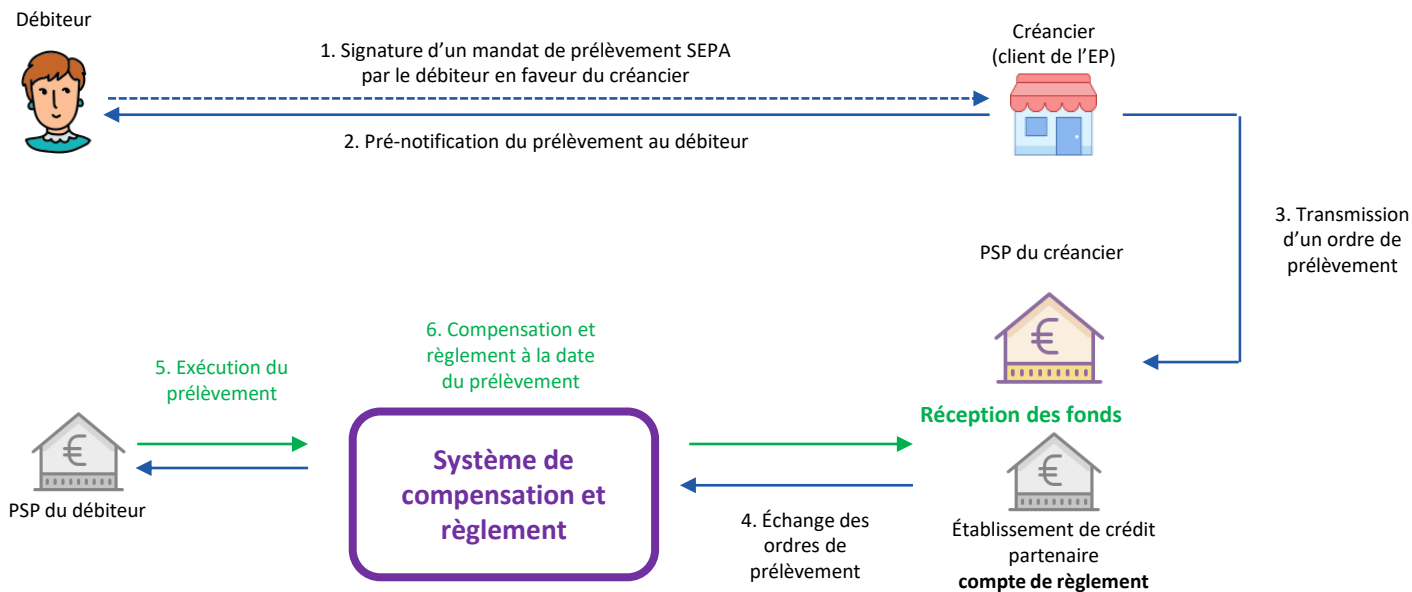 Débiteur
1. Signature d'un mandat de prélèvement SEPA
par le débiteur en faveur du créancier
Créancier
(client de l'EP)
2. Pré-notification du prélèvement au débiteur
3. Transmission
d'un ordre de
prélèvement
PSP du créancier
6. Compensation et
règlement à la date
du prélèvement
5. Exécution du
prélèvement
Réception des fonds
Système de
compensation et
règlement
PSP du débiteur
4. Échange des
ordres de
prélèvement
Établissement de crédit
partenaire
compte de règlement